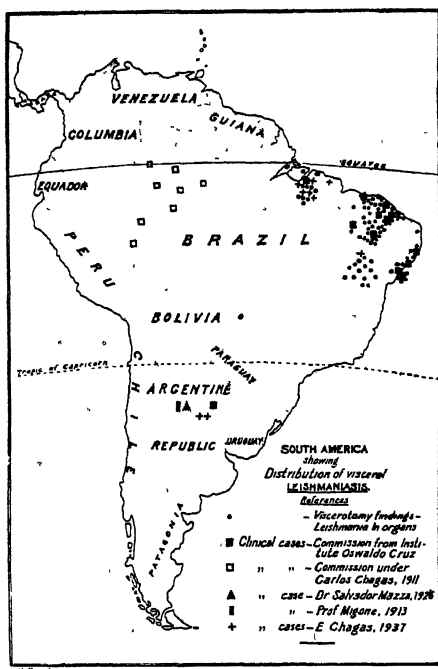 VENEZUELA
GUIANA
COLUMBIA
EQUATOR
EQUADOR
PERU
BRAZIL
BOLIVIA
PARAGUAY
Tropic of Capricorn
CHILE
ARGENTINE
REPUBLIC
URUGUAY
PATAGONIA
SOUTH AMERICA
showing
Distribution of visceral
LEISHMANIASIS
References
– Viscerotomy findings –
Leishmania in organs
Clinical cases – Commission from Insti-
tute Oswaldo Cruz
„ „ – Commission under
Carlos Chagas, 1911
„ case – Dr Salvador Mazza, 1926
„ – Prof Migone, 1913
„ cases – E Chagas, 1937